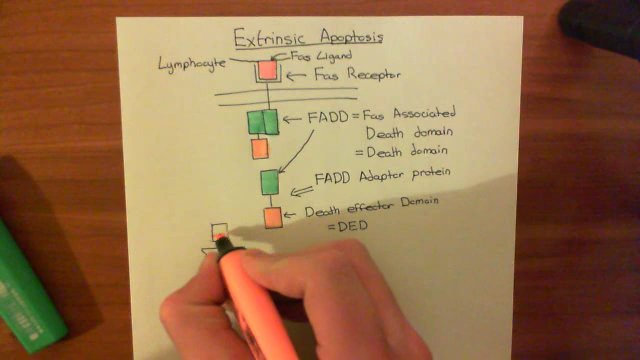 Extrinsic Apoptosis
Fas Ligand
Lymphocyte
Fas Receptor
FADD = Fas Associated
Death domain
= Death domain
FADD Adaptor protein
Death effector Domain
= DED